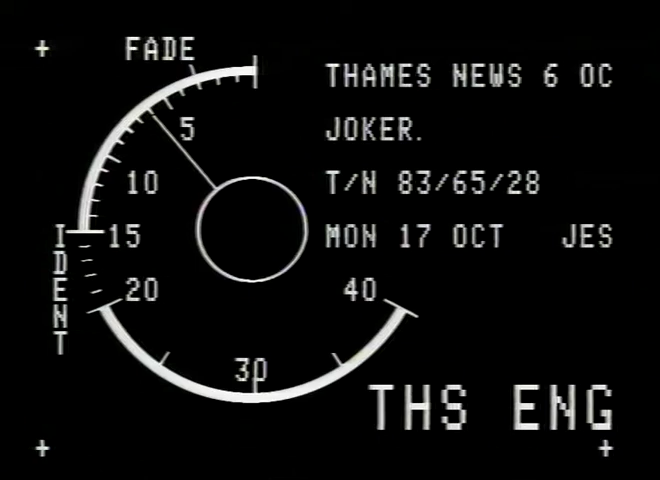 FADE
THAMES NEWS 6 OC
JOKER.
T/N 83/65/28
MON 17 OCT JES
5
10
15
20
30
40
IDENT
THS ENG